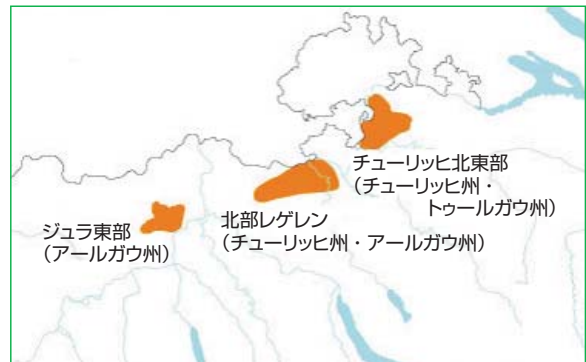 チューリッヒ北東部
（チューリッヒ州・
トゥールガウ州）
北部レゲレン
（チューリッヒ州・アールガウ州）
ジュラ東部
（アールガウ州）